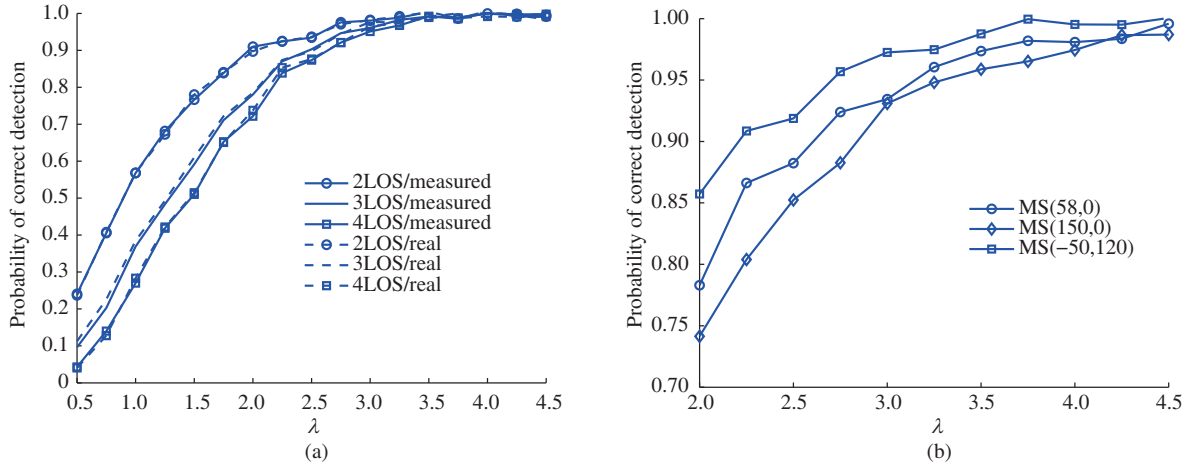 Probability of correct detection
1.0
0.9
0.8
0.7
0.6
0.5
0.4
0.3
0.2
0.1
0
0.5 1.0 1.5 2.0 2.5 3.0 3.5 4.0 4.5
λ
(a)
2LOS/measured
3LOS/measured
4LOS/measured
2LOS/real
3LOS/real
4LOS/real
Probability of correct detection
1.00
0.95
0.90
0.85
0.80
0.75
0.70
2.0 2.5 3.0 3.5 4.0 4.5
λ
(b)
MS(58,0)
MS(150,0)
MS(−50,120)